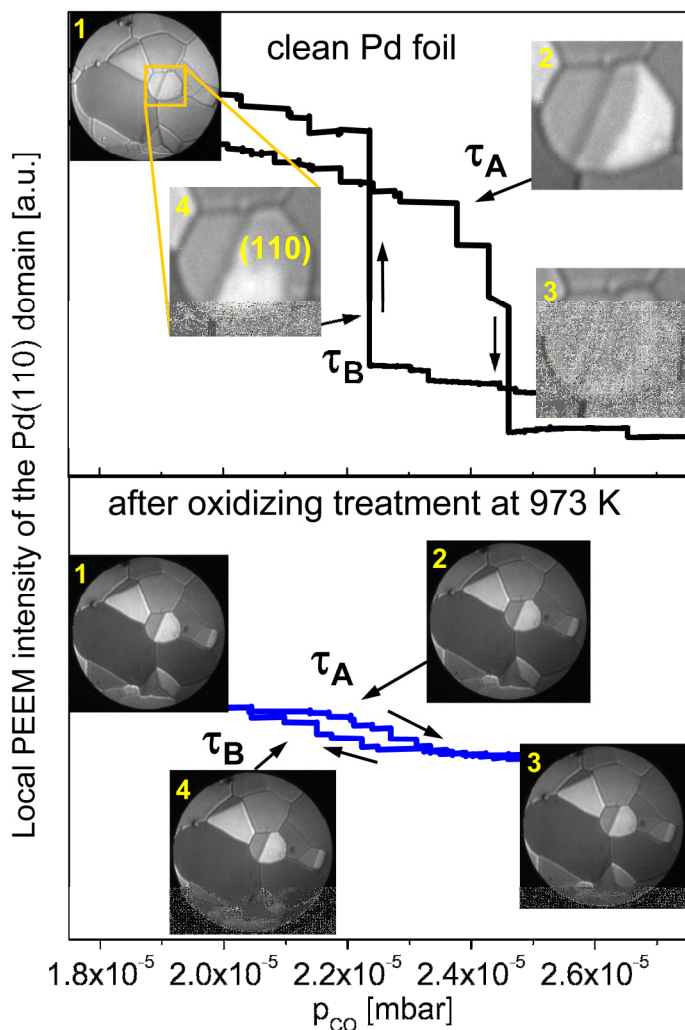 Local PEEM intensity of the Pd(110) domain [a.u.]
1
clean Pd foil
2
τA
4
(110)
3
τB
after oxidizing treatment at 973 K
1
2
τA
τB
4
3
1.8x10⁻⁵ 2.0x10⁻⁵ 2.2x10⁻⁵ 2.4x10⁻⁵ 2.6x10⁻⁵
pCO [mbar]